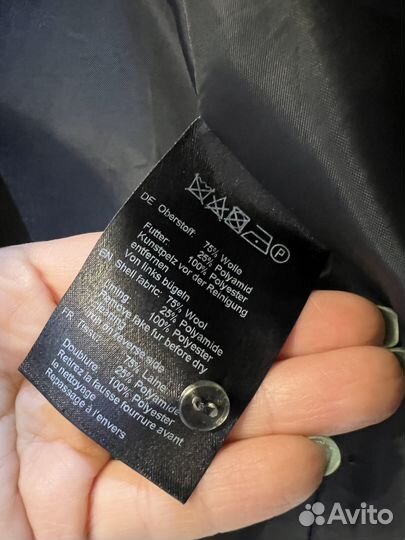 P
DE Oberstoff: 75% Wolle
25% Polyamid
Futter: 100% Polyester
Kunstpelz vor der Reinigung
entfernen
Von links bügeln
EN Shell fabric: 75% Wool
25% Polyamide
Lining: 100% Polyester
Remove fake fur before dry
cleaning
Iron on reverse side
FR Tissu: 75% Laine
25% Polyamide
Doublure: 100% Polyester
Retirez la fausse fourrure avant
le nettoyage
Repassage à l'envers
Avito